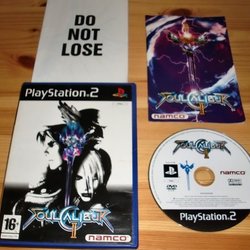 DO
NOT
LOSE
PlayStation 2
SOULCALIBUR
II
namco
16+
SOULCALIBUR
II
namco
SOULCALIBUR
II
namco
PlayStation 2